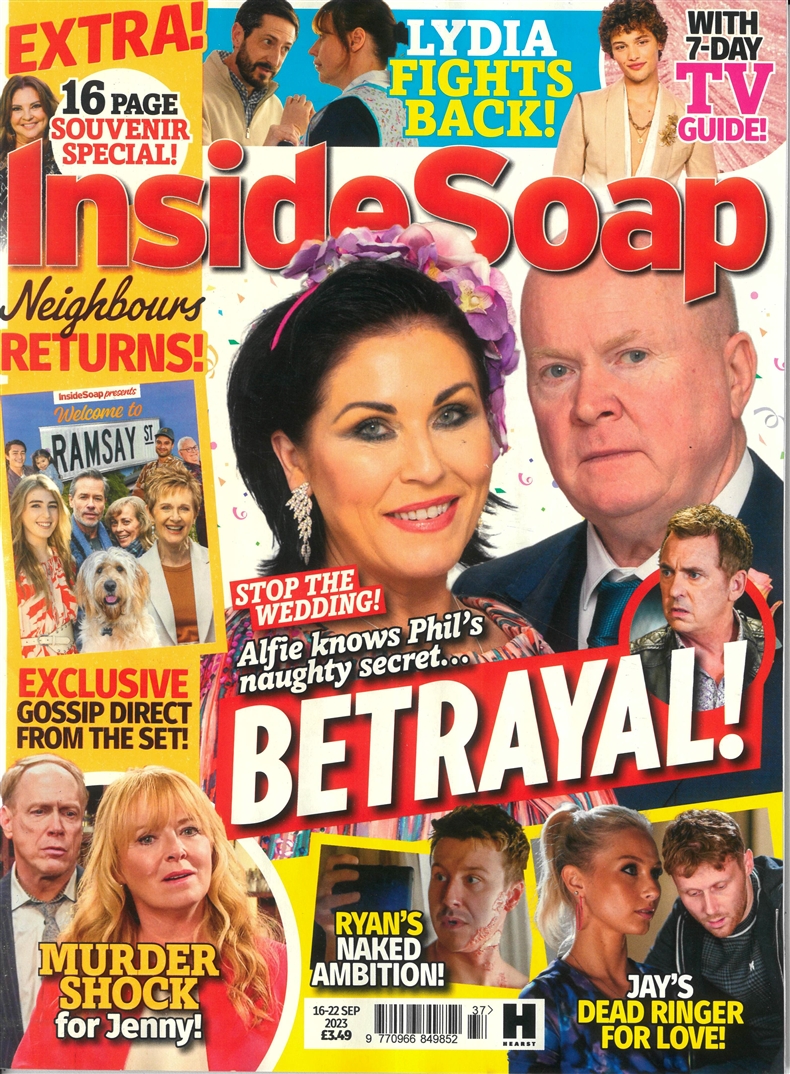 EXTRA!
16 PAGE
SOUVENIR
SPECIAL!
LYDIA
FIGHTS
BACK!
WITH
7-DAY
TV
GUIDE!
InsideSoap
Neighbours
RETURNS!
InsideSoap presents
Welcome to
RAMSAY ST
EXCLUSIVE
GOSSIP DIRECT
FROM THE SET!
STOP THE
WEDDING!
Alfie knows Phil's
naughty secret...
BETRAYAL!
MURDER
SHOCK
for Jenny!
RYAN'S
NAKED
AMBITION!
JAY'S
DEAD RINGER
FOR LOVE!
16-22 SEP
2023
£3.49
37>
9 770966 849852
H
HEARST